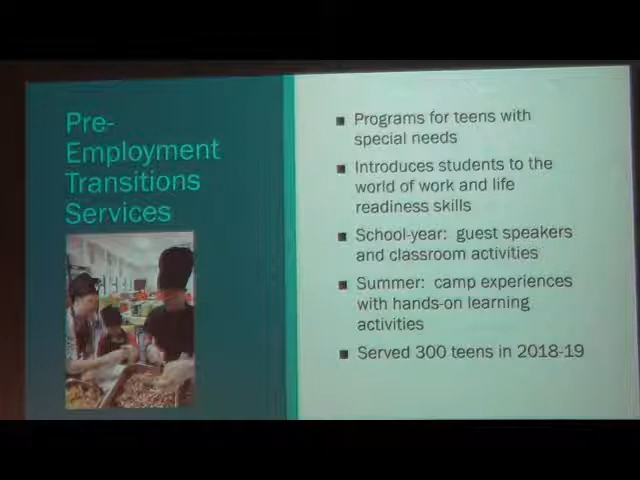 Pre-
Employment
Transitions
Services
■ Programs for teens with
special needs
■ Introduces students to the
world of work and life
readiness skills
■ School-year: guest speakers
and classroom activities
■ Summer: camp experiences
with hands-on learning
activities
■ Served 300 teens in 2018-19